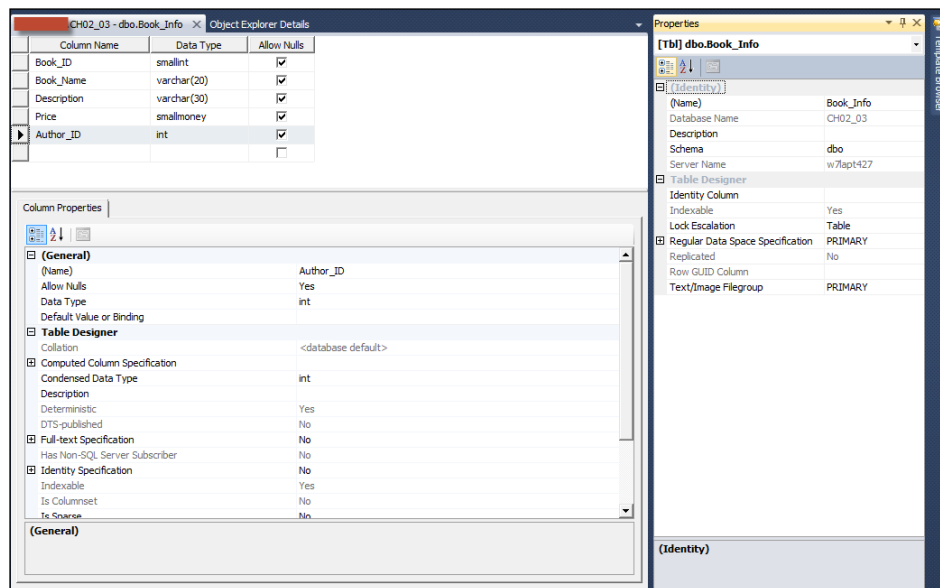 CH02_03 - dbo.Book_Info × Object Explorer Details
Column Name Data Type Allow Nulls
Book_ID smallint
Book_Name varchar(20)
Description varchar(30)
Price smallmoney
Author_ID int
Column Properties
(General)
(Name) Author_ID
Allow Nulls Yes
Data Type int
Default Value or Binding
Table Designer
Collation <database default>
Computed Column Specification
Condensed Data Type int
Description
Deterministic Yes
DTS-published No
Full-text Specification No
Has Non-SQL Server Subscriber No
Identity Specification No
Indexable Yes
Is Columnset No
Is Sparse No
(General)
Properties
[Tbl] dbo.Book_Info
(Identity)
(Name) Book_Info
Database Name CH02_03
Description
Schema dbo
Server Name w7lapt427
Table Designer
Identity Column
Indexable Yes
Lock Escalation Table
Regular Data Space Specification PRIMARY
Replicated No
Row GUID Column
Text/Image Filegroup PRIMARY
(Identity)
Template Browser